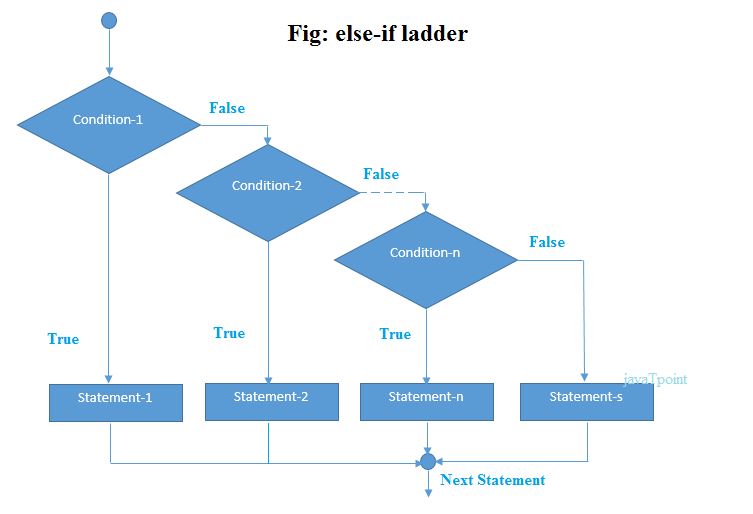 Fig: else-if ladder
Condition-1
False
Condition-2
False
Condition-n
False
True
True
True
javaTpoint
Statement-1
Statement-2
Statement-n
Statement-s
Next Statement